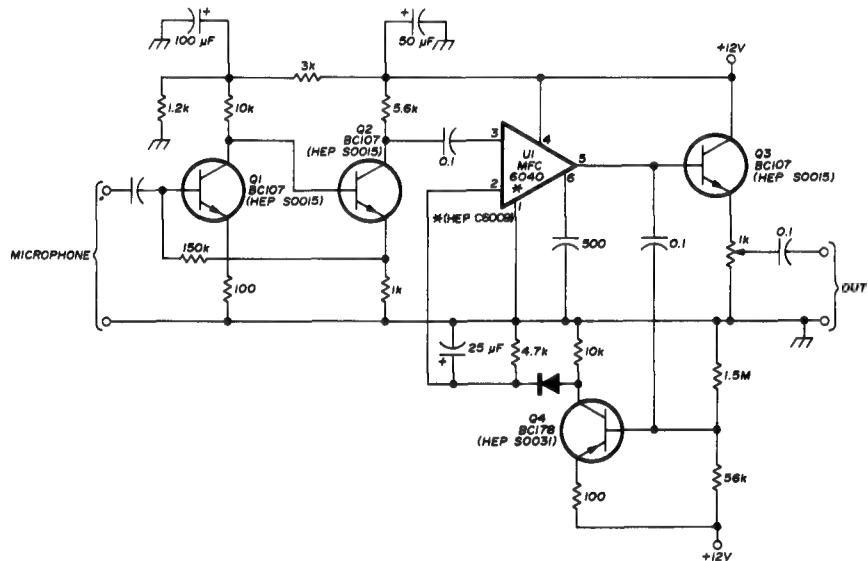 100 µF
+
50 µF
+
+12V
3k
1.2k
10k
5.6k
Q2
BC107
(HEP S0015)
0.1
3
4
U1
MFC
6040
*
5
6
2
1
*(HEP C6009)
Q3
BC107
(HEP S0015)
Q1
BC107
(HEP S0015)
MICROPHONE
150k
100
1k
500
0.1
1k
0.1
OUT
25 µF
+
4.7k
10k
1.5M
Q4
BC178
(HEP S0031)
100
56k
+12V